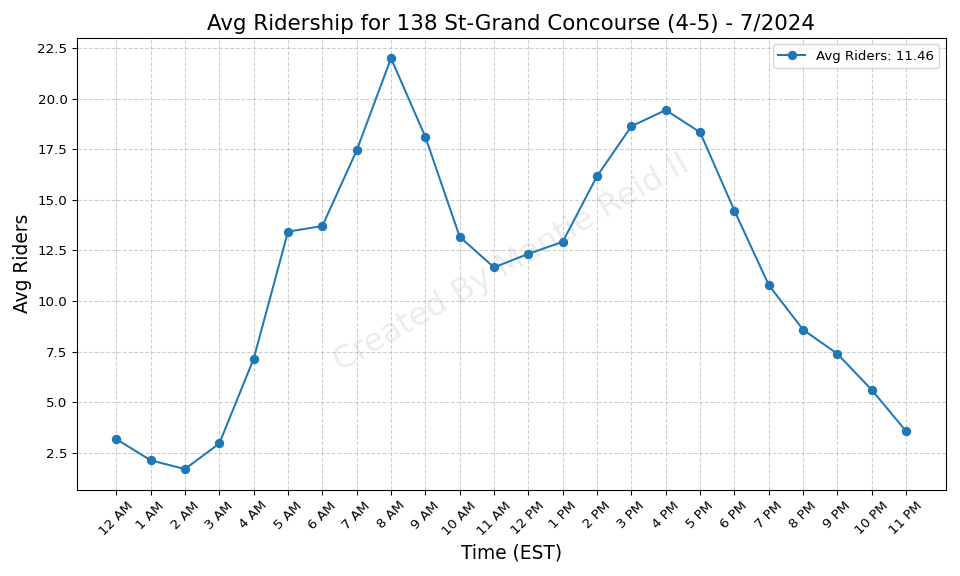 Avg Ridership for 138 St-Grand Concourse (4-5) - 7/2024
Avg Riders: 11.46
22.5
20.0
17.5
15.0
12.5
10.0
7.5
5.0
2.5
Avg Riders
Created By Mantie Reid II
12 AM
1 AM
2 AM
3 AM
4 AM
5 AM
6 AM
7 AM
8 AM
9 AM
10 AM
11 AM
12 PM
1 PM
2 PM
3 PM
4 PM
5 PM
6 PM
7 PM
8 PM
9 PM
10 PM
11 PM
Time (EST)